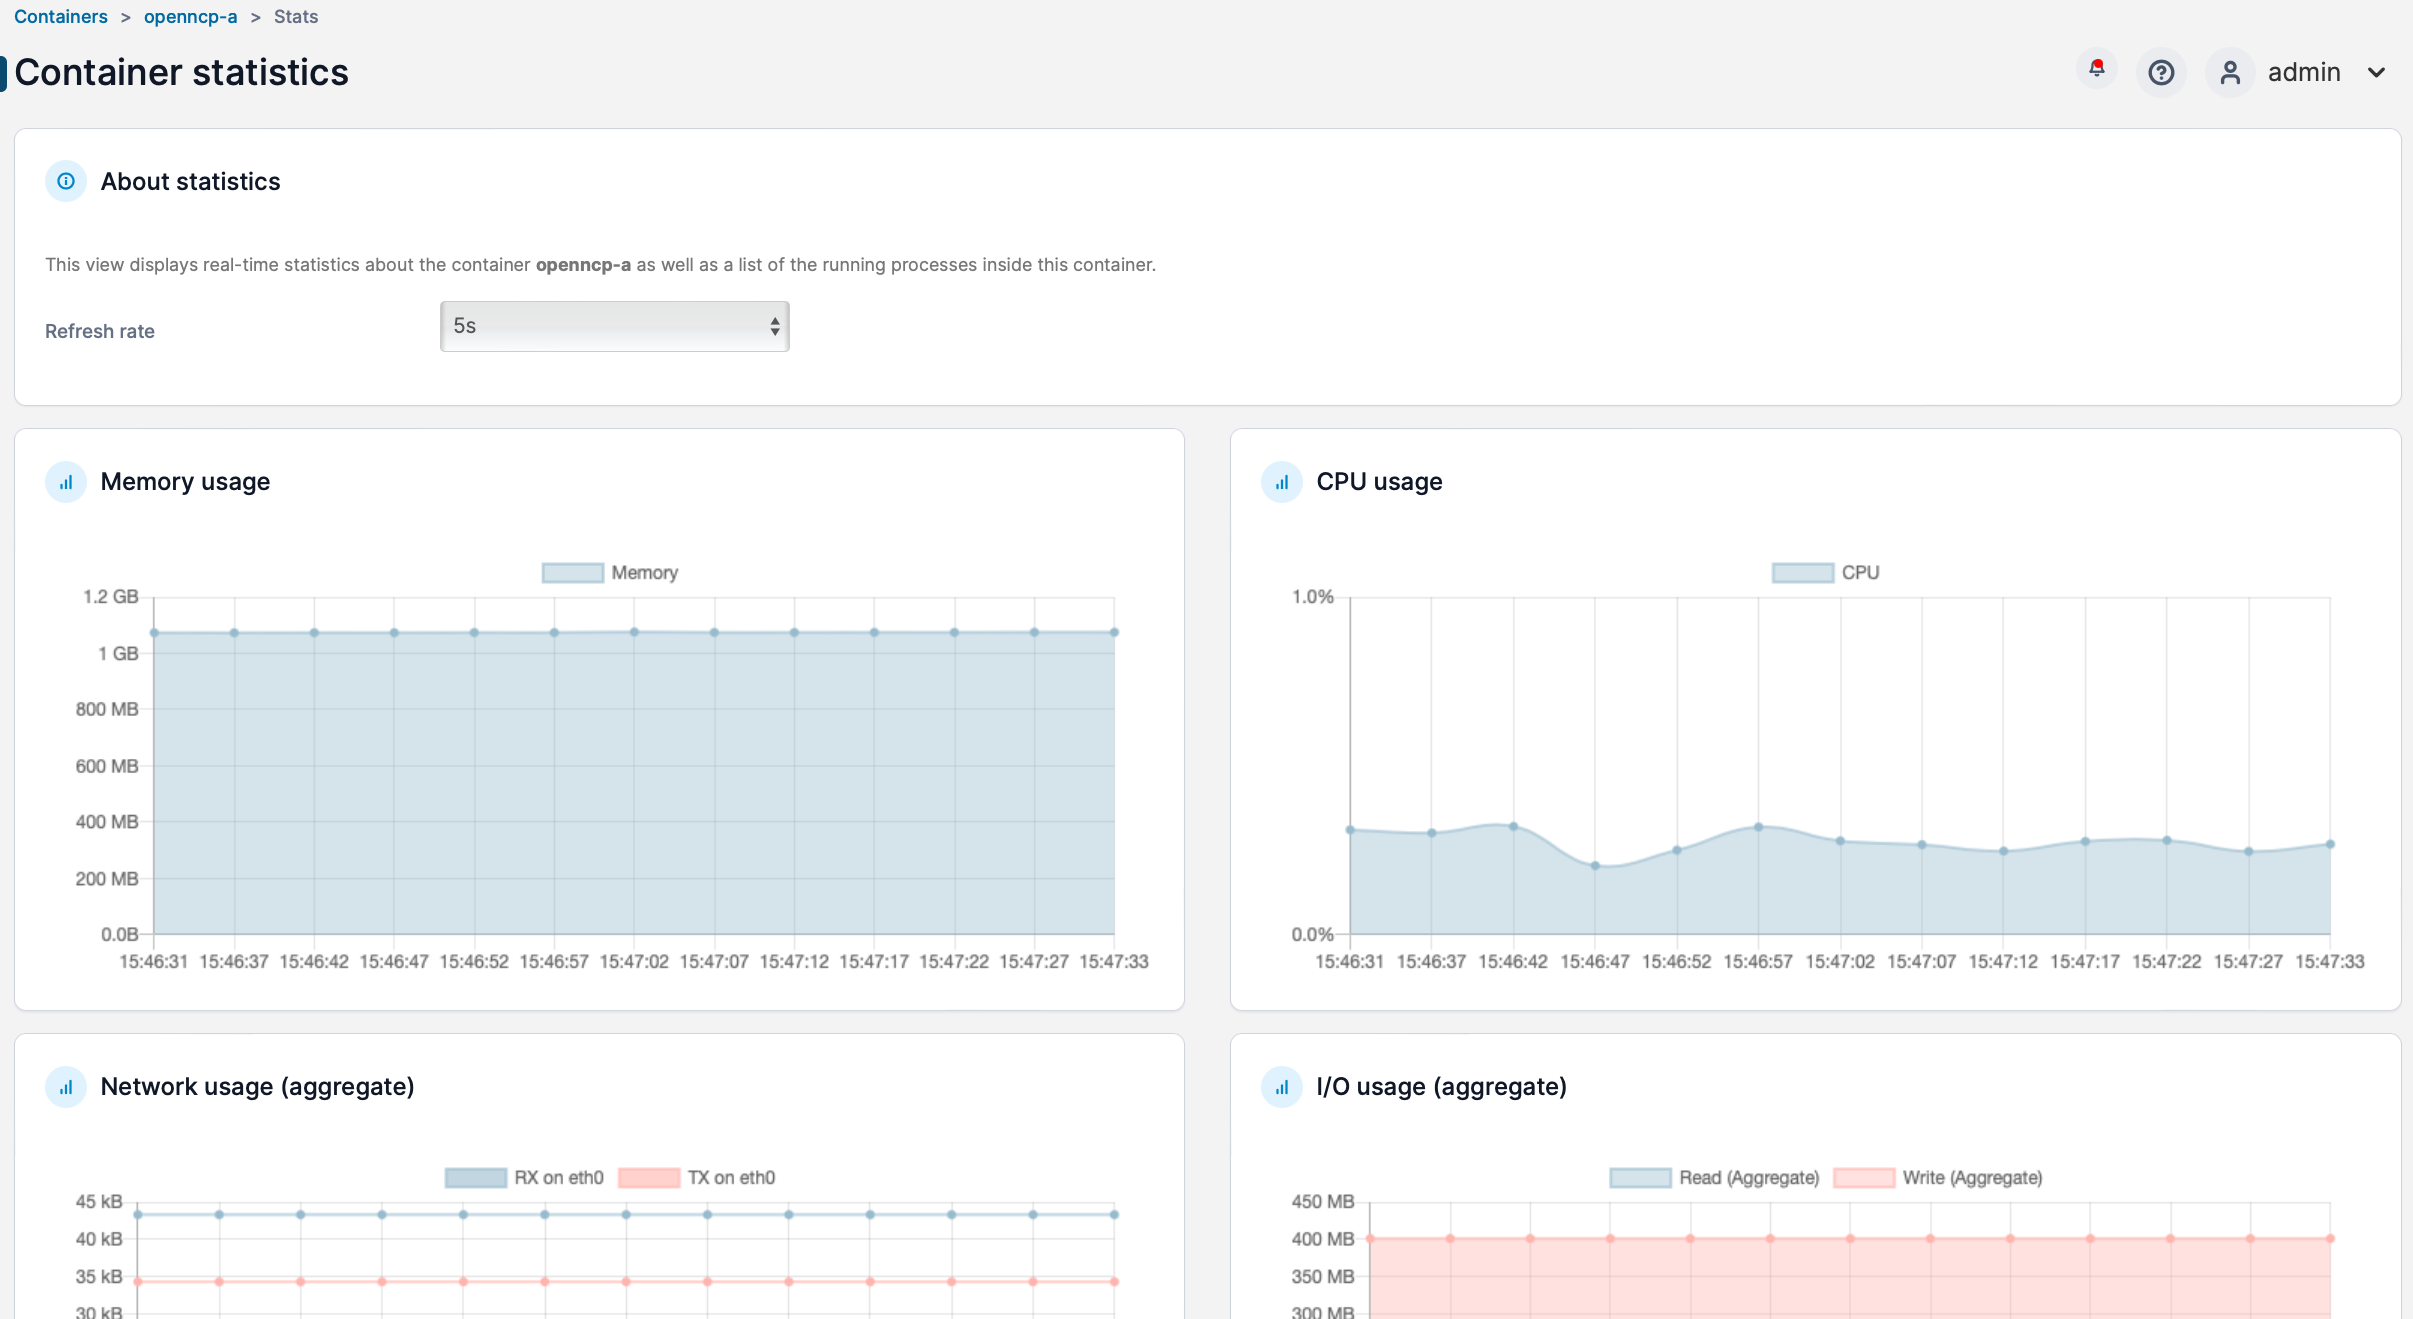 Containers > openncp-a > Stats
Container statistics
admin
About statistics
This view displays real-time statistics about the container openncp-a as well as a list of the running processes inside this container.
Refresh rate
5s
Memory usage
Memory
1.2 GB
1 GB
800 MB
600 MB
400 MB
200 MB
0.0B
15:46:31 15:46:37 15:46:42 15:46:47 15:46:52 15:46:57 15:47:02 15:47:07 15:47:12 15:47:17 15:47:22 15:47:27 15:47:33
CPU usage
CPU
1.0%
0.0%
15:46:31 15:46:37 15:46:42 15:46:47 15:46:52 15:46:57 15:47:02 15:47:07 15:47:12 15:47:17 15:47:22 15:47:27 15:47:33
Network usage (aggregate)
RX on eth0 TX on eth0
45 kB
40 kB
35 kB
30 kB
I/O usage (aggregate)
Read (Aggregate) Write (Aggregate)
450 MB
400 MB
350 MB
300 MB